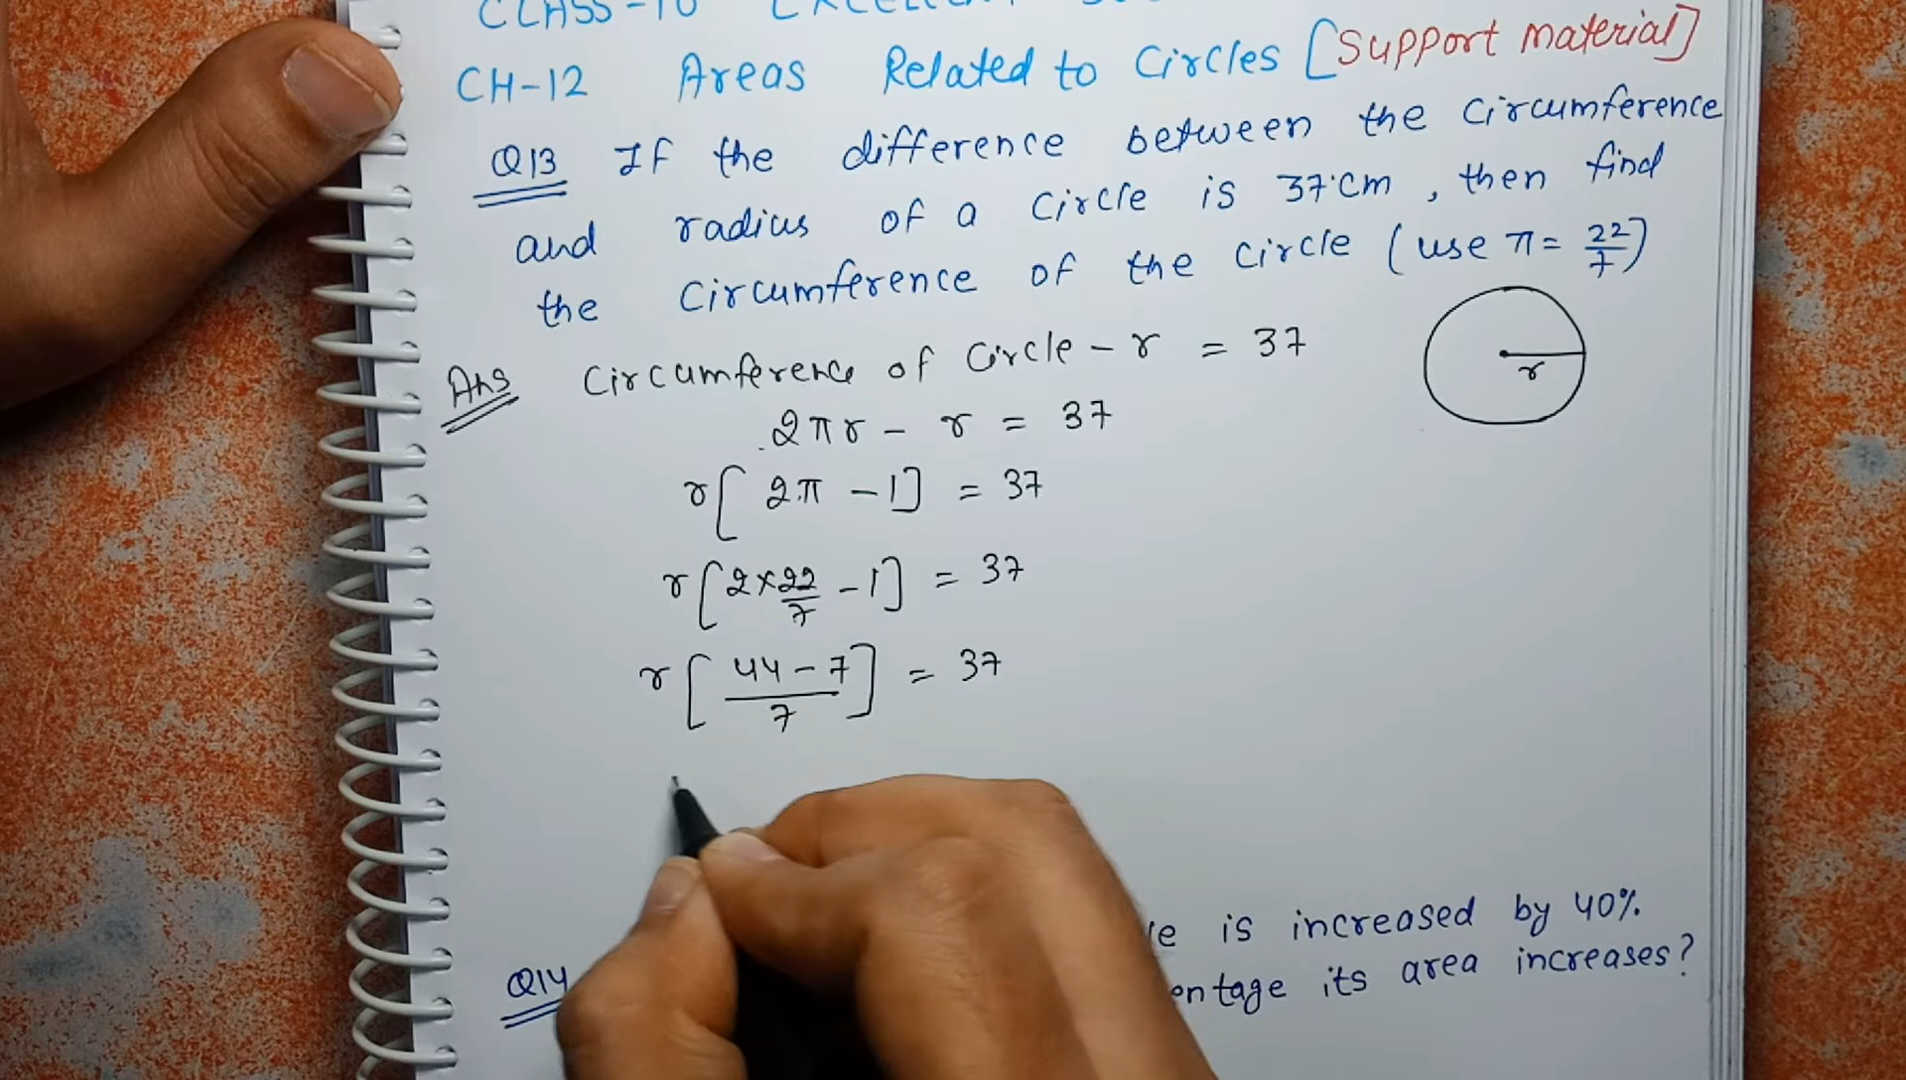 CLASS-10
CH-12 Areas Related to Circles [Support material]
Q13 If the difference between the circumference
and radius of a circle is 37cm, then find
the circumference of the circle (use π = 22/7)
Ans Circumference of Circle - r = 37
r
2πr - r = 37
r[2π - 1] = 37
r[2×22/7 - 1] = 37
r[44-7/7] = 37
is increased by 40%.
Q14 its area increases?